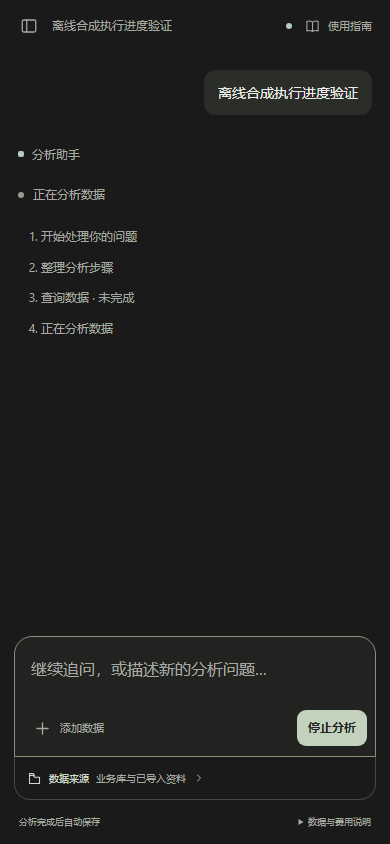 离线合成执行进度验证
使用指南
离线合成执行进度验证
分析助手
正在分析数据
1. 开始处理你的问题
2. 整理分析步骤
3. 查询数据 · 未完成
4. 正在分析数据
继续追问，或描述新的分析问题...
添加数据
停止分析
数据来源 业务库与已导入资料
分析完成后自动保存
数据与费用说明